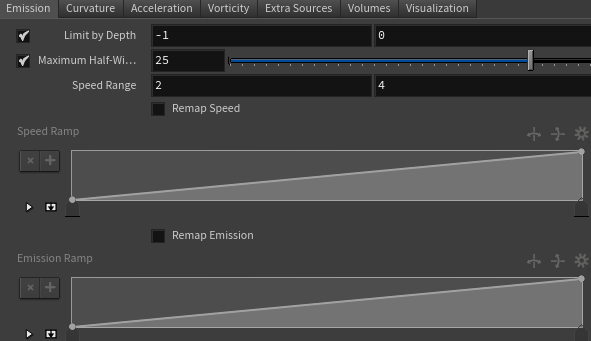 Emission Curvature Acceleration Vorticity Extra Sources Volumes Visualization
Limit by Depth -1 0
Maximum Half-Wi... 25
Speed Range 2 4
Remap Speed
Speed Ramp
Remap Emission
Emission Ramp